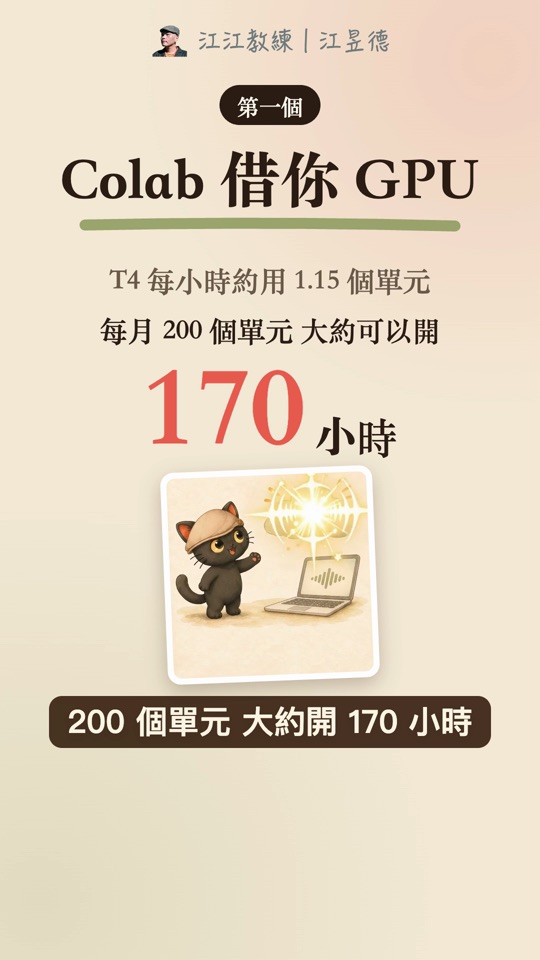 江江教練 | 江昱德
第一個
Colab 借你 GPU
T4 每小時約用 1.15 個單元
每月 200 個單元 大約可以開
170 小時
200 個單元 大約開 170 小時